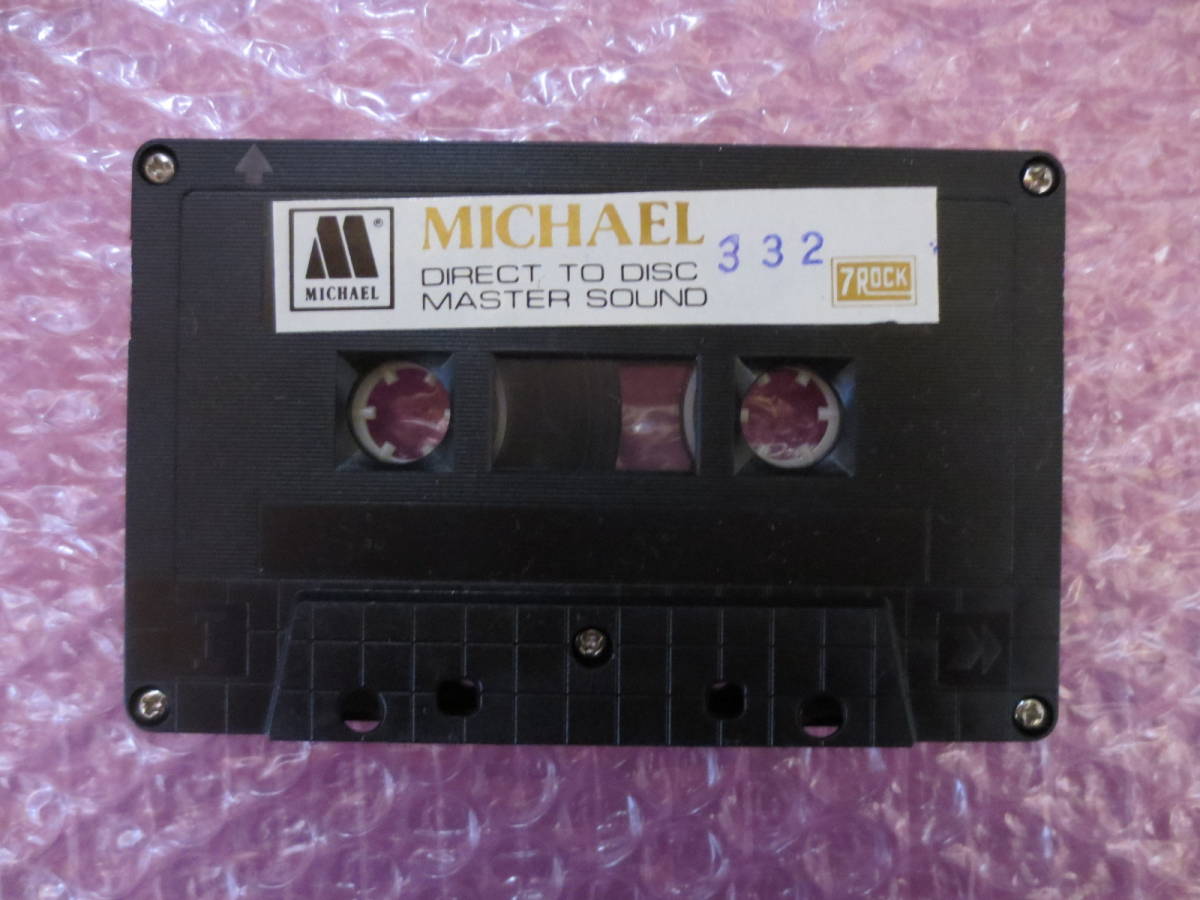 M®
MICHAEL
MICHAEL
DIRECT TO DISC
MASTER SOUND
332
7ROCK